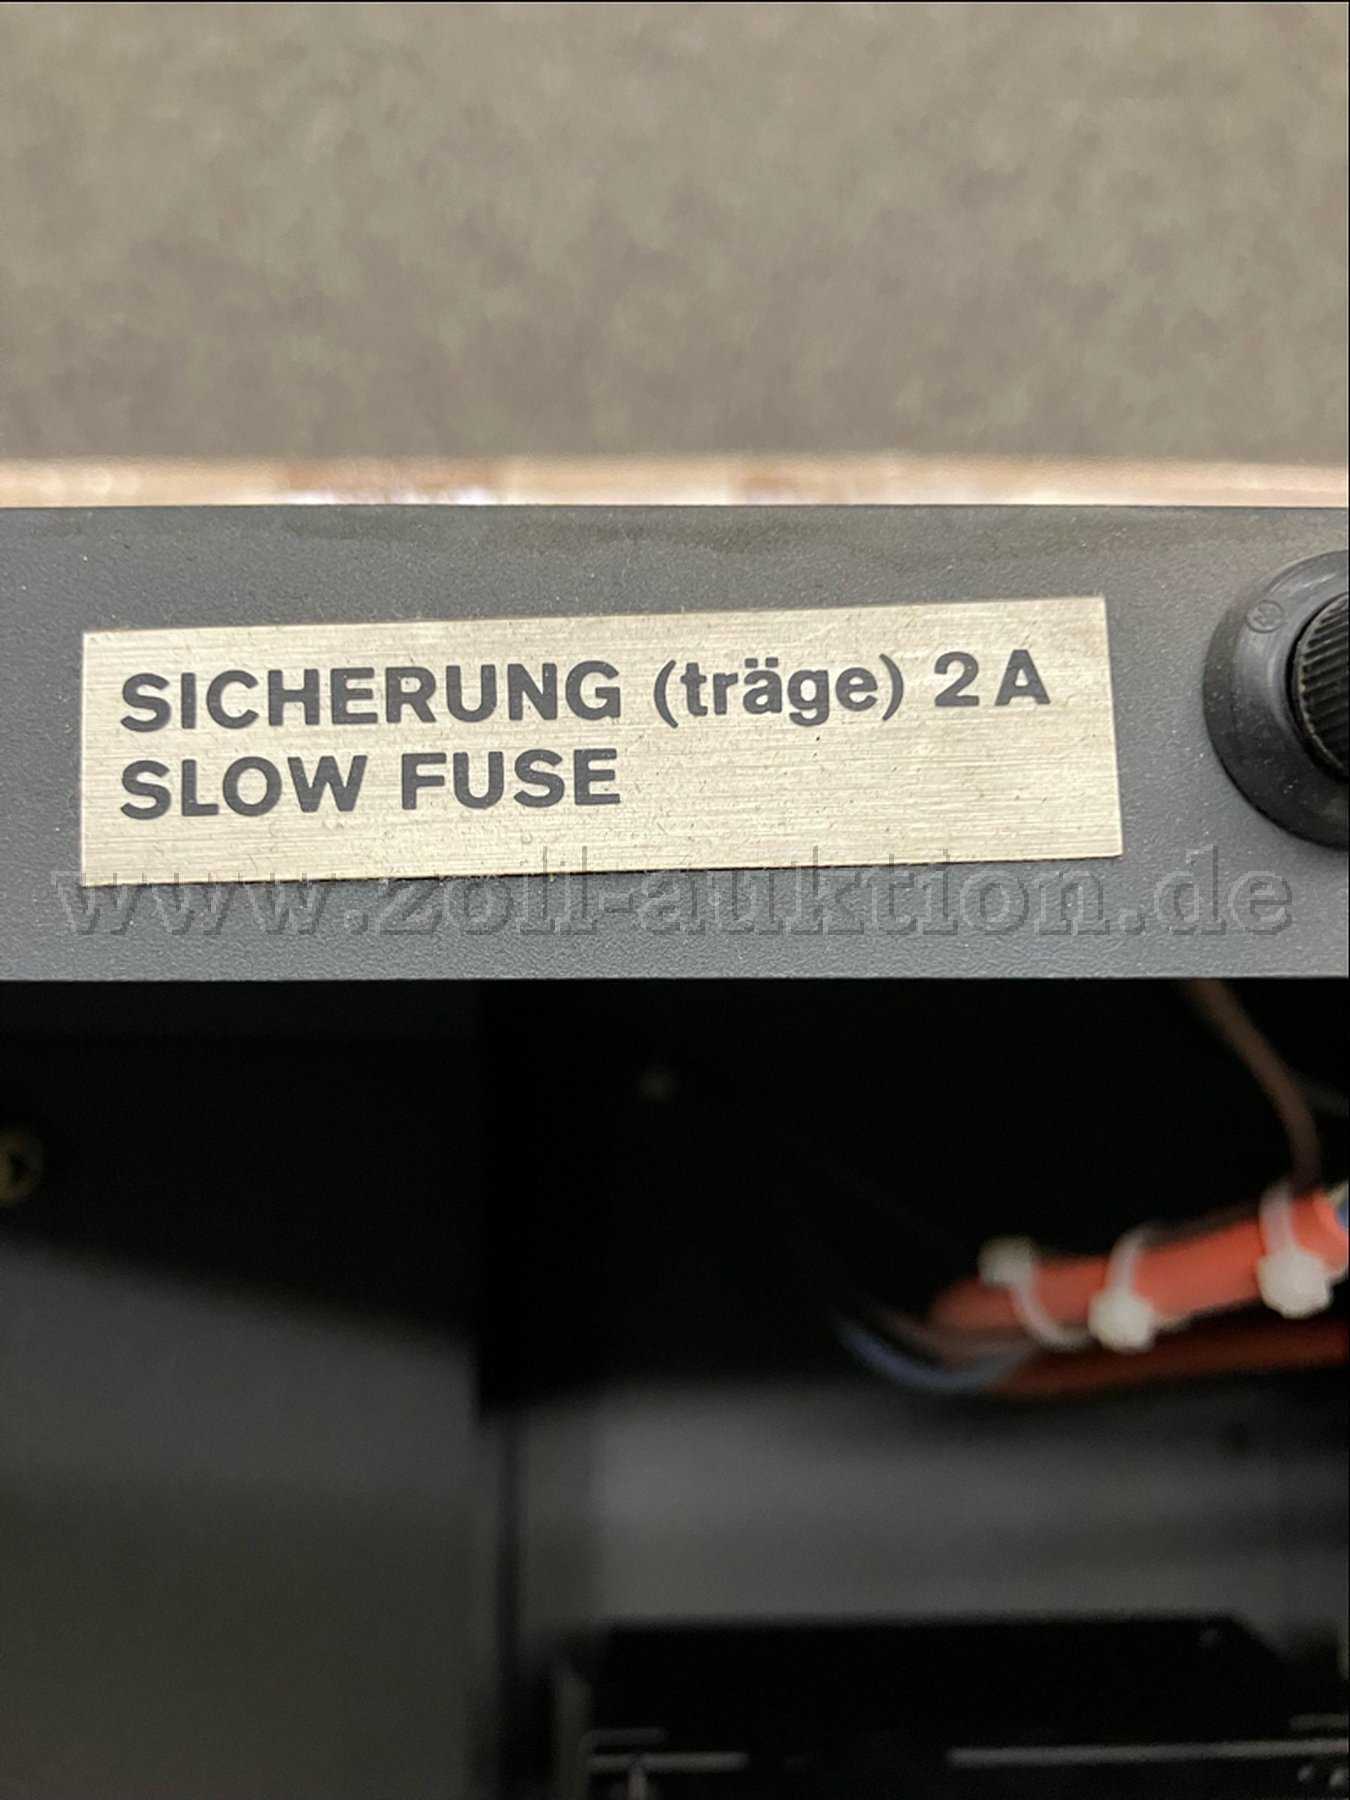 SICHERUNG (träge) 2 A
SLOW FUSE
www.zoll-auktion.de